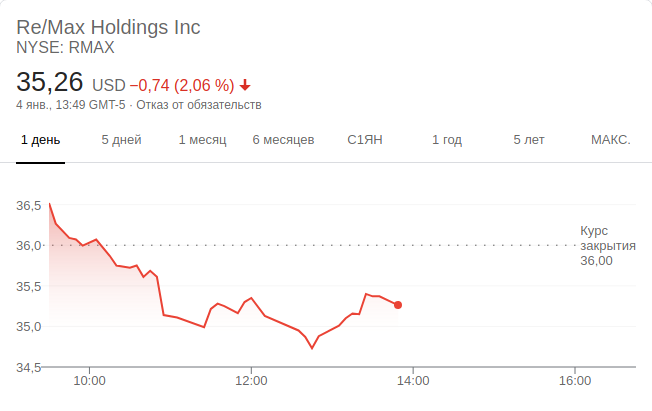 Re/Max Holdings Inc
NYSE: RMAX
35,26 USD −0,74 (2,06 %) 🡇
4 янв., 13:49 GMT-5 · Отказ от обязательств
1 день 5 дней 1 месяц 6 месяцев С1ЯН 1 год 5 лет МАКС.
36,5
36,0
35,5
35,0
34,5
Курс
закрытия
36,00
10:00 12:00 14:00 16:00